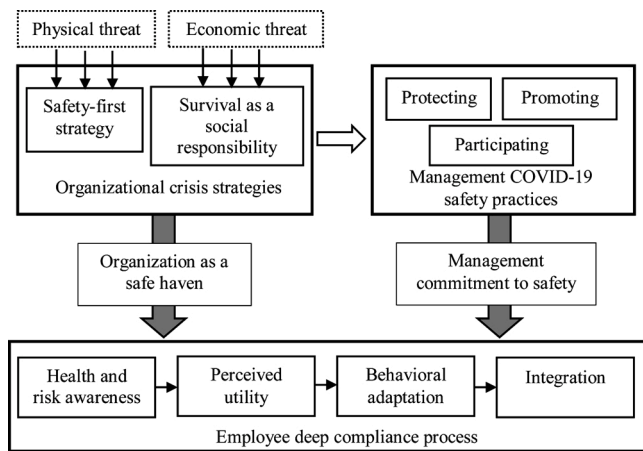 Physical threat
Economic threat
Safety-first
strategy
Survival as a
social
responsibility
Organizational crisis strategies
Protecting
Promoting
Participating
Management COVID-19
safety practices
Organization as a
safe haven
Management
commitment to safety
Health and
risk awareness
Perceived
utility
Behavioral
adaptation
Integration
Employee deep compliance process